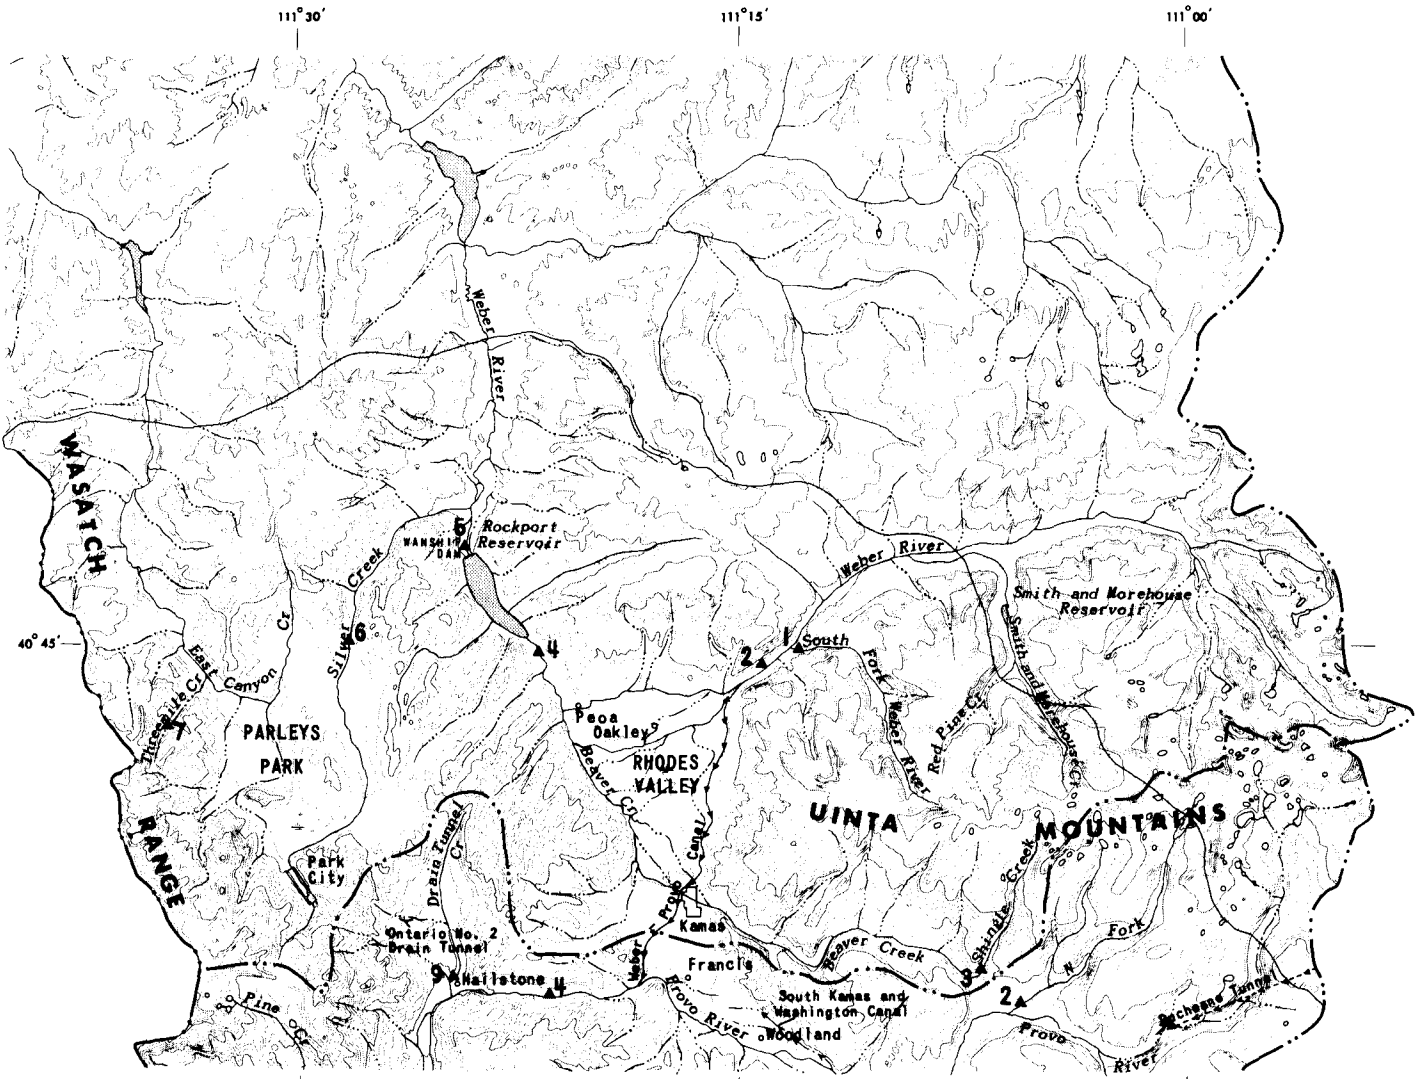 111°30′
111°15′
111°00′
Weber River
WASATCH
5
Rockport
Reservoir
WANSHIP
DAM
Creek
Weber River
Smith and Morehouse
Reservoir
Cr
Silver
6
40°45′
4
1
South
2
East Canyon
Threemile Cr
7
Fork Weber River
Smith and Morehouse Cr
Red Pine Cr
PARLEYS
PARK
Peoa
Oakley
RHODES
VALLEY
Beaver Cr
UINTA
MOUNTAINS
RANGE
Drain Tunnel
Cr
Canal
Park
City
Provo
Weber
Kamas
Shingle Creek
Fork
N
Ontario No. 2
Drain Tunnel
Beaver Creek
Francis
9
Hailstone
4
3
2
South Kamas and
Washington Canal
Pine Cr
Provo River
Woodland
Duchesne Tunnel
Provo River